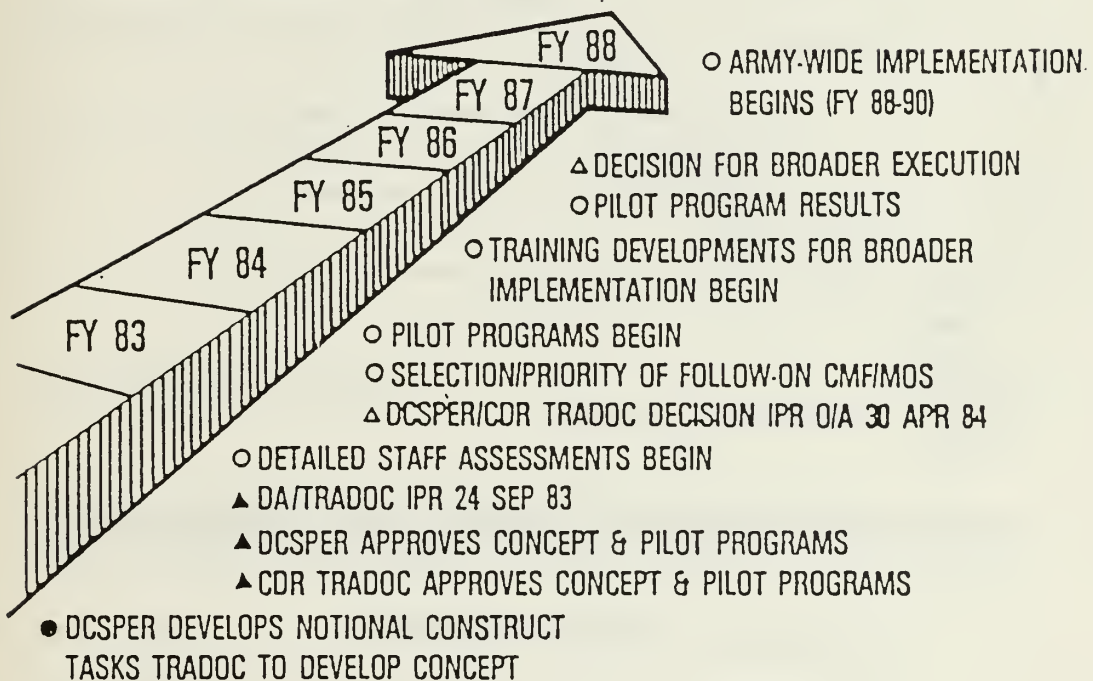 FY 88
FY 87
FY 86
FY 85
FY 84
FY 83
○ ARMY-WIDE IMPLEMENTATION
BEGINS (FY 88-90)
△ DECISION FOR BROADER EXECUTION
○ PILOT PROGRAM RESULTS
○ TRAINING DEVELOPMENTS FOR BROADER
IMPLEMENTATION BEGIN
○ PILOT PROGRAMS BEGIN
○ SELECTION/PRIORITY OF FOLLOW-ON CMF/MOS
△ DCSPER/CDR TRADOC DECISION IPR O/A 30 APR 84
○ DETAILED STAFF ASSESSMENTS BEGIN
▲ DA/TRADOC IPR 24 SEP 83
▲ DCSPER APPROVES CONCEPT & PILOT PROGRAMS
▲ CDR TRADOC APPROVES CONCEPT & PILOT PROGRAMS
● DCSPER DEVELOPS NOTIONAL CONSTRUCT
TASKS TRADOC TO DEVELOP CONCEPT